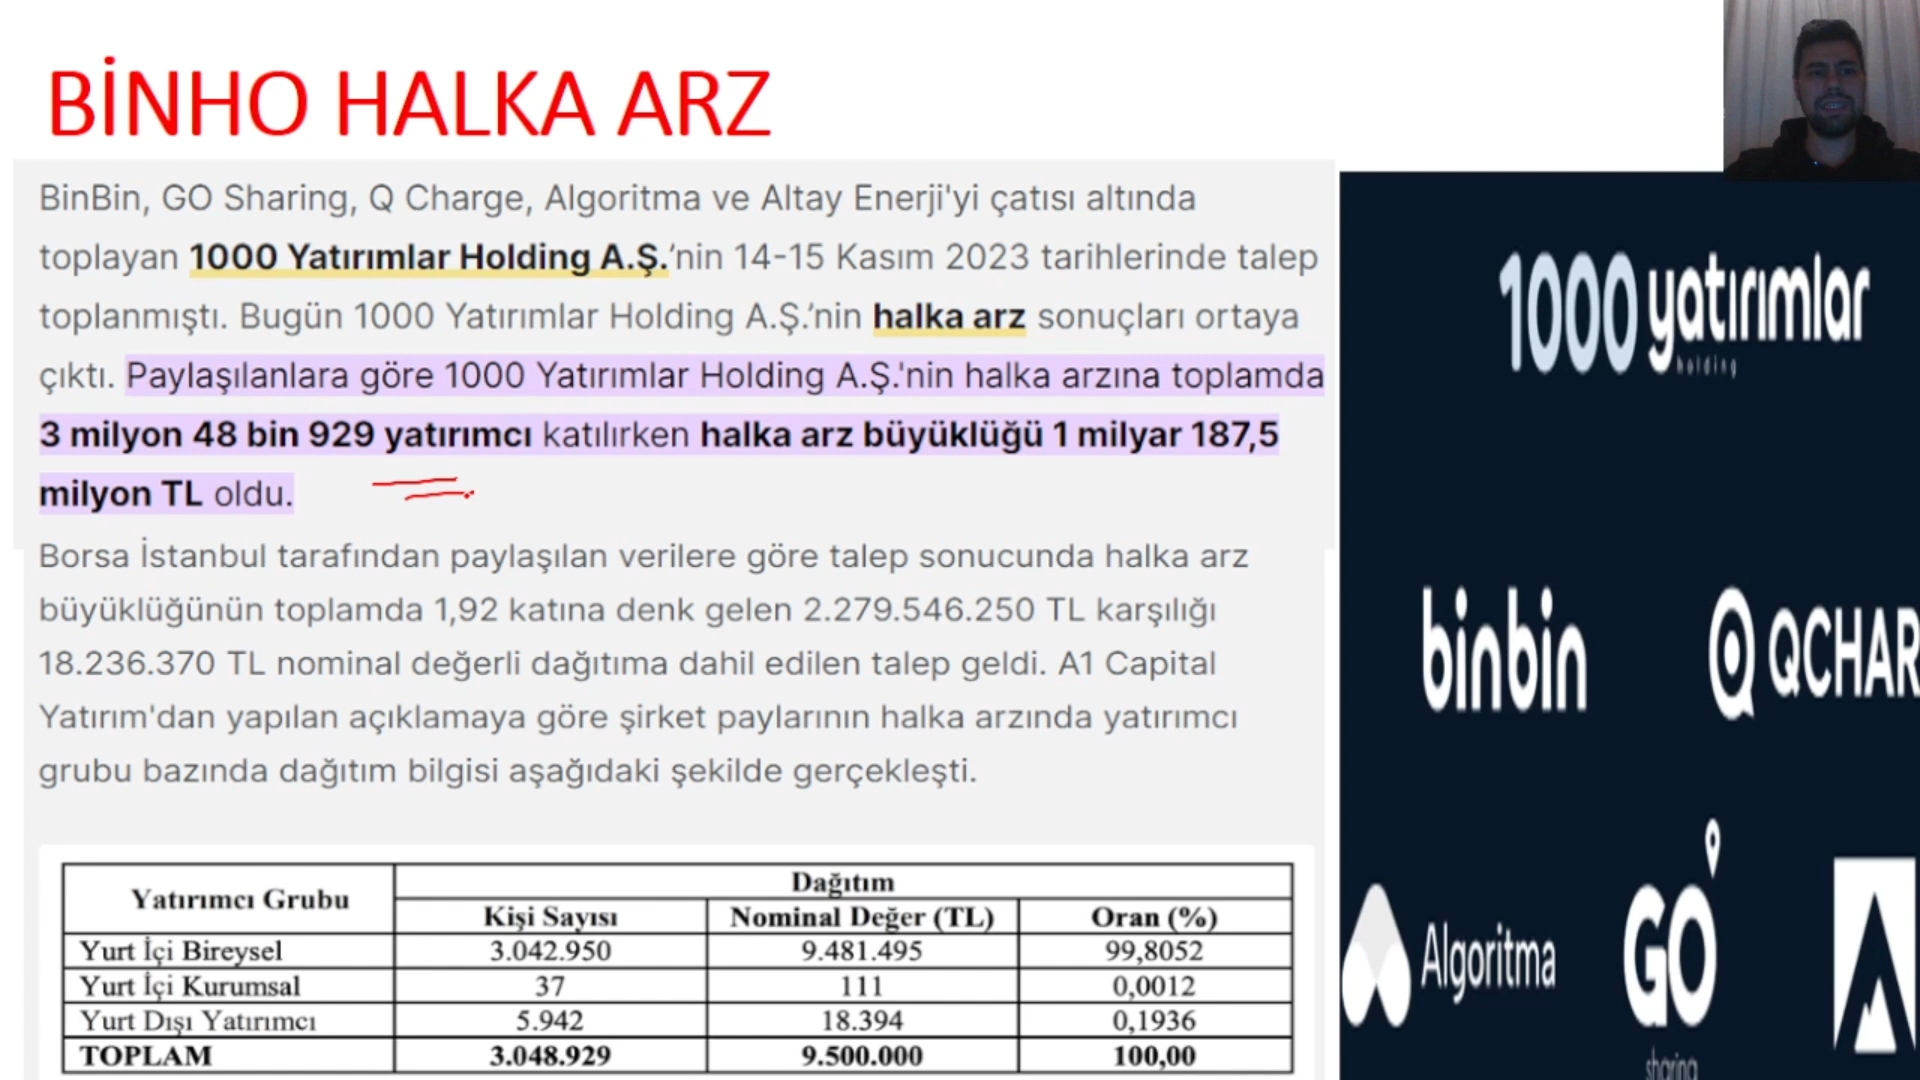 BİNHO HALKA ARZ
BinBin, GO Sharing, Q Charge, Algoritma ve Altay Enerji'yi çatısı altında
toplayan 1000 Yatırımlar Holding A.Ş.'nin 14-15 Kasım 2023 tarihlerinde talep
toplanmıştı. Bugün 1000 Yatırımlar Holding A.Ş.'nin halka arz sonuçları ortaya
çıktı. Paylaşılanlara göre 1000 Yatırımlar Holding A.Ş.'nin halka arzına toplamda
3 milyon 48 bin 929 yatırımcı katılırken halka arz büyüklüğü 1 milyar 187,5
milyon TL oldu.
Borsa İstanbul tarafından paylaşılan verilere göre talep sonucunda halka arz
büyüklüğünün toplamda 1,92 katına denk gelen 2.279.546.250 TL karşılığı
18.236.370 TL nominal değerli dağıtıma dahil edilen talep geldi. A1 Capital
Yatırım'dan yapılan açıklamaya göre şirket paylarının halka arzında yatırımcı
grubu bazında dağıtım bilgisi aşağıdaki şekilde gerçekleşti.
Yatırımcı Grubu Dağıtım
Kişi Sayısı Nominal Değer (TL) Oran (%)
Yurt İçi Bireysel 3.042.950 9.481.495 99,8052
Yurt İçi Kurumsal 37 111 0,0012
Yurt Dışı Yatırımcı 5.942 18.394 0,1936
TOPLAM 3.048.929 9.500.000 100,00
1000 yatırımlar
holding
binbin QCHAR
Algoritma GO
sharing